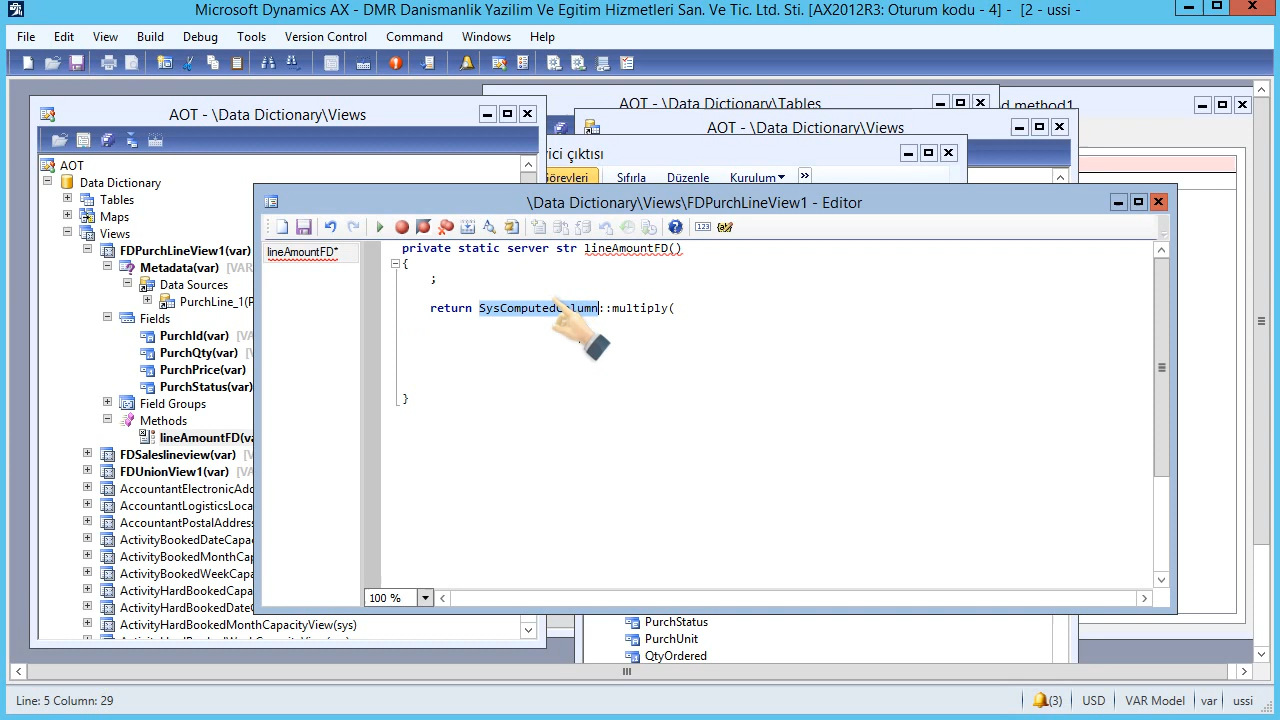 Microsoft Dynamics AX - DMR Danismanlik Yazilim Ve Egitim Hizmetleri San. Ve Tic. Ltd. Sti. [AX2012R3: Oturum kodu - 4] - [2 - ussi -
File Edit View Build Debug Tools Version Control Command Windows Help
AOT - \Data Dictionary\Tables
d method1
AOT - \Data Dictionary\Views
AOT - \Data Dictionary\Views
rici çıktısı
örevleri Sıfırla Düzenle Kurulum
AOT
Data Dictionary
Tables
Maps
Views
FDPurchLineView1(var)
Metadata(var)
Data Sources
PurchLine_1(P
Fields
PurchId(var)
PurchQty(var)
PurchPrice(var)
PurchStatus(var)
Field Groups
Methods
lineAmountFD(va
FDSaleslineview(var)
FDUnionView1(var)
AccountantElectronicAdd
AccountantLogisticsLoca
AccountantPostalAddress
ActivityBookedDateCapac
ActivityBookedMonthCap
ActivityBookedWeekCapa
ActivityHardBookedCapa
ActivityHardBookedDateC
ActivityHardBookedMonthCapacityView(sys)
\Data Dictionary\Views\FDPurchLineView1 - Editor
lineAmountFD*
private static server str lineAmountFD()
{
;
return SysComputedColumn::multiply(
}
100 %
PurchStatus
PurchUnit
QtyOrdered
Line: 5 Column: 29
(3) USD VAR Model var ussi